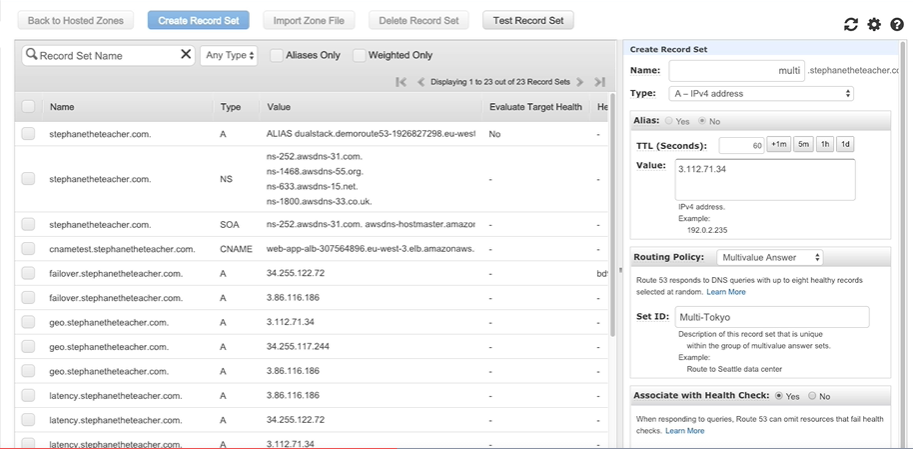 Back to Hosted Zones Create Record Set Import Zone File Delete Record Set Test Record Set
Record Set Name X Any Type Aliases Only Weighted Only
Displaying 1 to 23 out of 23 Record Sets
Name Type Value Evaluate Target Health He
stephanetheteacher.com. A ALIAS dualstack.demoroute53-1926827298.eu-west No -
stephanetheteacher.com. NS ns-252.awsdns-31.com. - -
ns-1468.awsdns-55.org.
ns-633.awsdns-15.net.
ns-1800.awsdns-33.co.uk.
stephanetheteacher.com. SOA ns-252.awsdns-31.com. awsdns-hostmaster.amazon - -
cnametest.stephanetheteacher.com. CNAME web-app-alb-307564896.eu-west-3.elb.amazonaws. - -
failover.stephanetheteacher.com. A 34.255.122.72 -
failover.stephanetheteacher.com. A 3.86.116.186 - -
geo.stephanetheteacher.com. A 3.112.71.34 - -
geo.stephanetheteacher.com. A 34.255.117.244 - -
geo.stephanetheteacher.com. A 3.86.116.186 - -
latency.stephanetheteacher.com. A 3.86.116.186 - -
latency.stephanetheteacher.com. A 34.255.122.72 - -
latency.stephanetheteacher.com. A 3.112.71.34 - -
Create Record Set
Name: multi .stephanetheteacher.co
Type: A – IPv4 address
Alias: Yes No
TTL (Seconds): 60 +1m 5m 1h 1d
Value: 3.112.71.34
IPv4 address.
Example:
192.0.2.235
Routing Policy: Multivalue Answer
Route 53 responds to DNS queries with up to eight healthy records
selected at random. Learn More
Set ID: Multi-Tokyo
Description of this record set that is unique
within the group of multivalue answer sets.
Example:
Route to Seattle data center
Associate with Health Check: Yes No
When responding to queries, Route 53 can omit resources that fail health
checks. Learn More